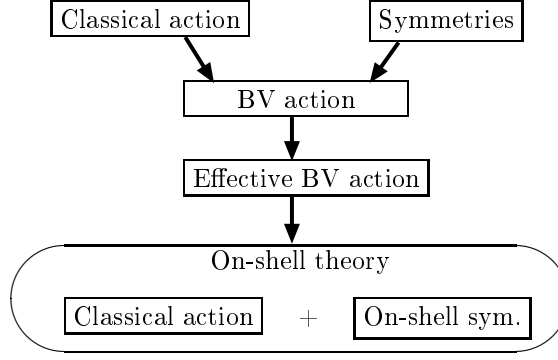 Classical action Symmetries
BV action
Effective BV action
On-shell theory
Classical action + On-shell sym.